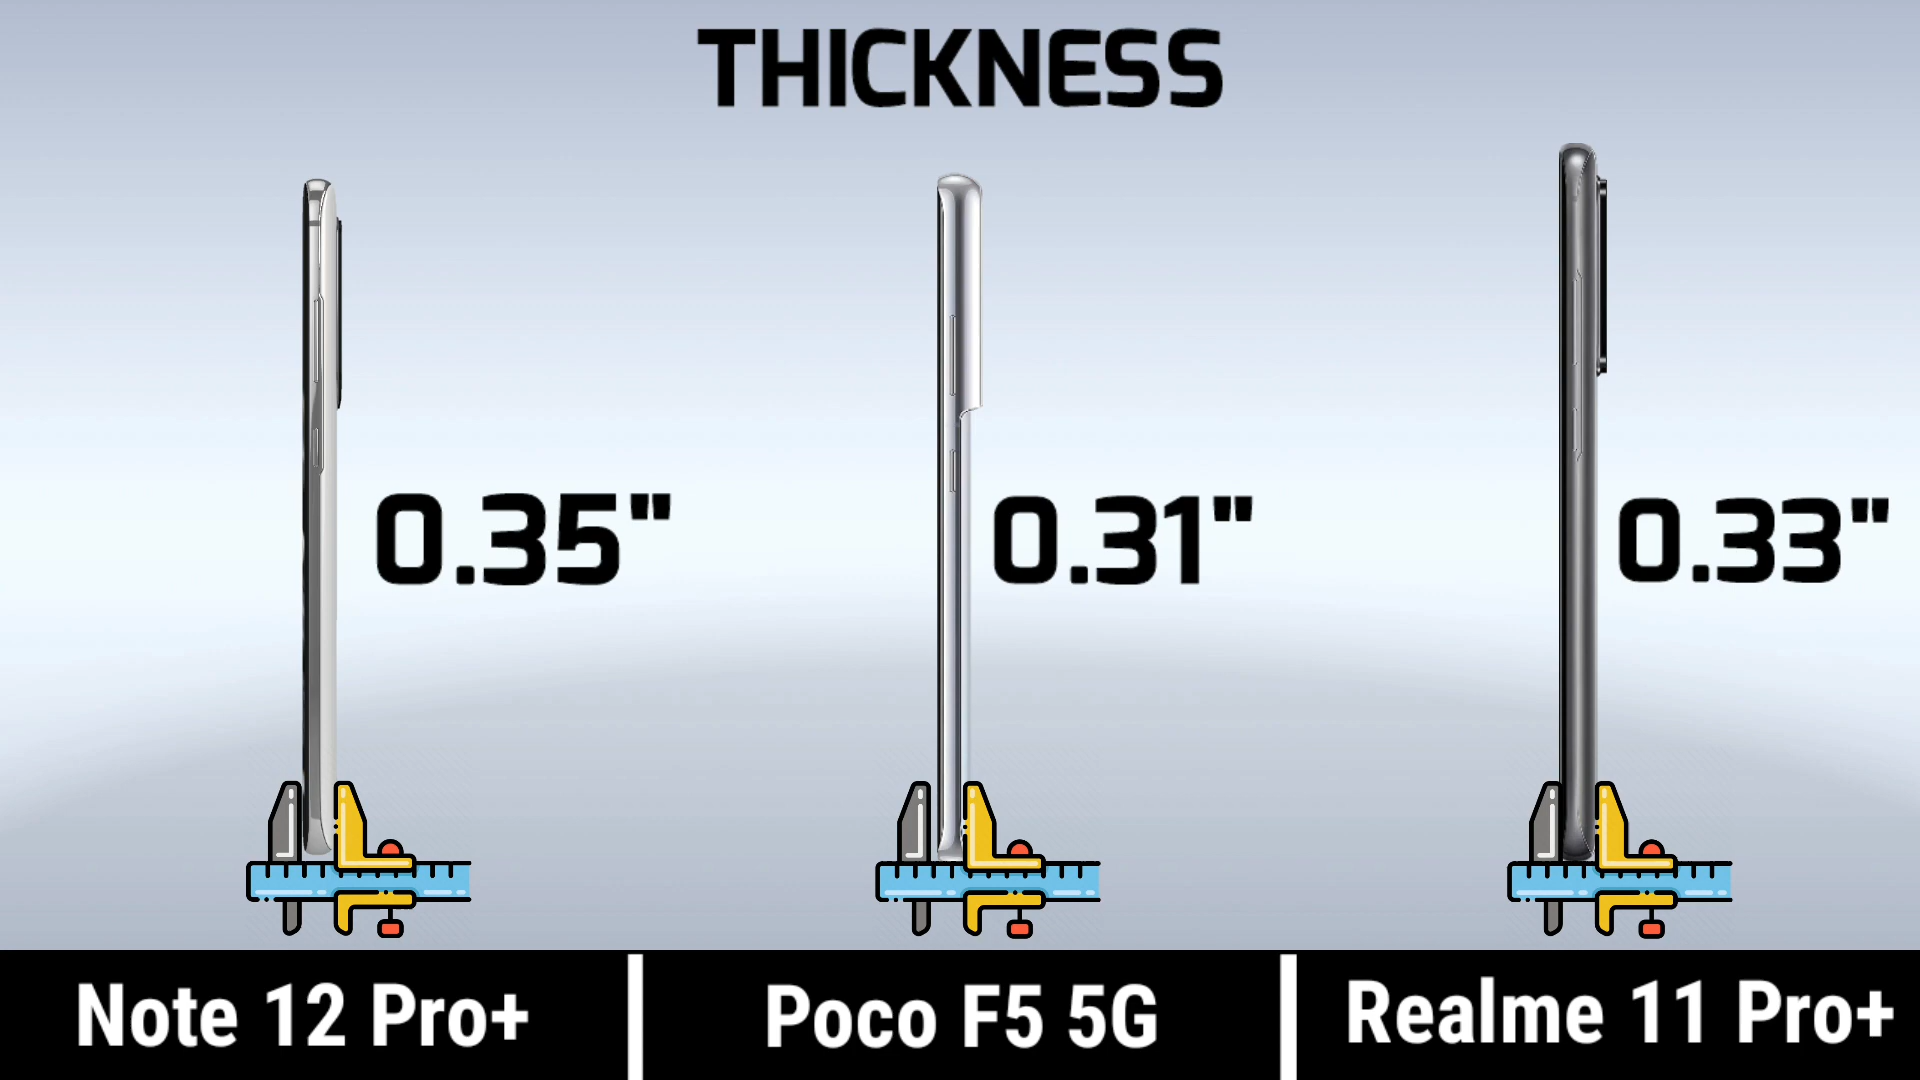 THICKNESS
0.35"
0.31"
0.33"
Note 12 Pro+
Poco F5 5G
Realme 11 Pro+